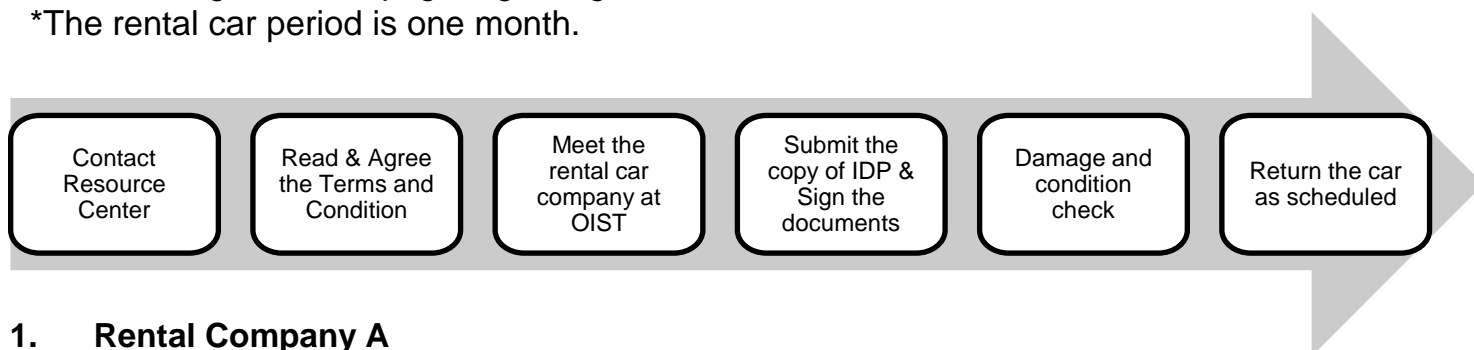 *The rental car period is one month.
Contact
Resource
Center
Read & Agree
the Terms and
Condition
Meet the
rental car
company at
OIST
Submit the
copy of IDP &
Sign the
documents
Damage and
condition
check
Return the car
as scheduled
1. Rental Company A